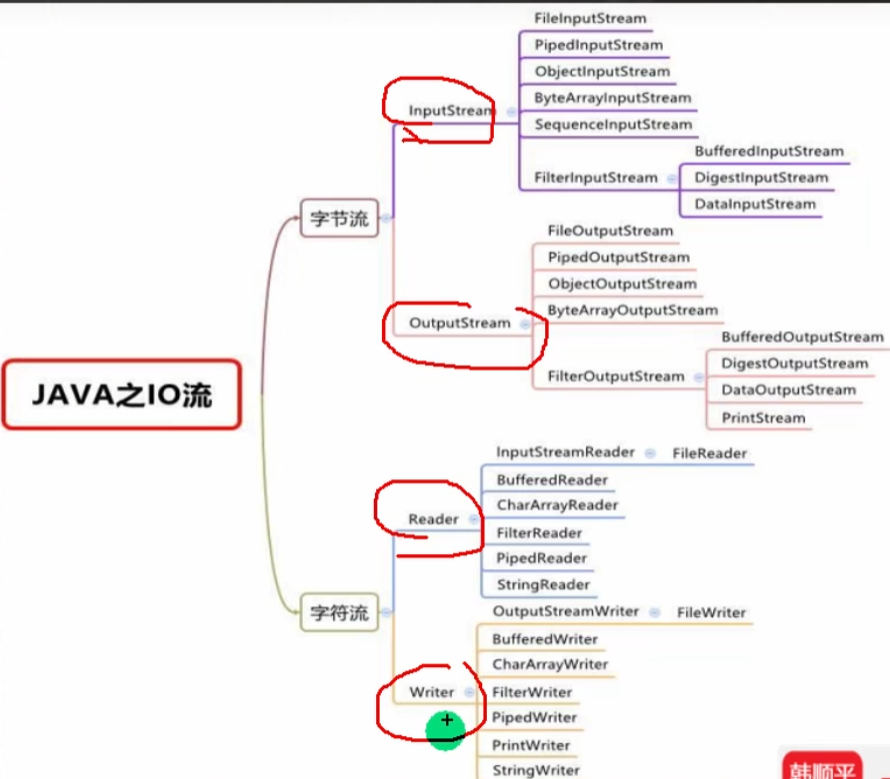 JAVA之IO流
字节流
InputStream
FileInputStream
PipedInputStream
ObjectInputStream
ByteArrayInputStream
SequenceInputStream
FilterInputStream
BufferedInputStream
DigestInputStream
DataInputStream
OutputStream
FileOutputStream
PipedOutputStream
ObjectOutputStream
ByteArrayOutputStream
FilterOutputStream
BufferedOutputStream
DigestOutputStream
DataOutputStream
PrintStream
字符流
Reader
InputStreamReader
FileReader
BufferedReader
CharArrayReader
FilterReader
PipedReader
StringReader
Writer
OutputStreamWriter
FileWriter
BufferedWriter
CharArrayWriter
FilterWriter
PipedWriter
PrintWriter
StringWriter
韩顺平